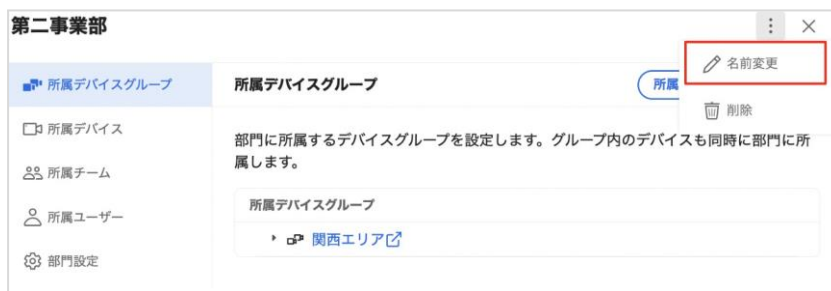 第二事業部
名前変更
削除
所属デバイスグループ
所属デバイス
所属チーム
所属ユーザー
部門設定
所属デバイスグループ
所属
部門に所属するデバイスグループを設定します。グループ内のデバイスも同時に部門に所
属します。
所属デバイスグループ
関西エリア